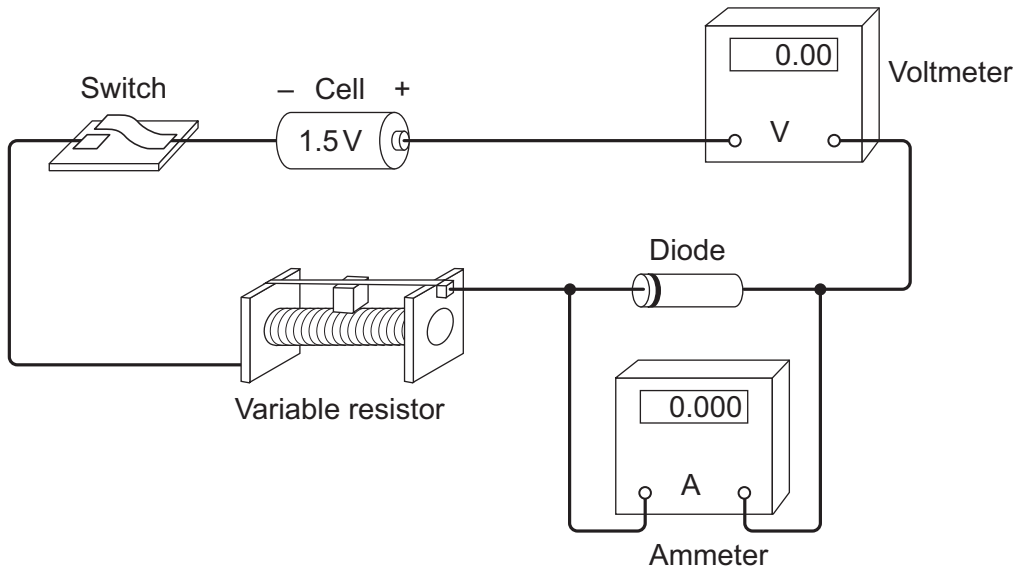 0.00
Voltmeter
Switch
– Cell +
1.5 V
V
Diode
Variable resistor
0.000
A
Ammeter